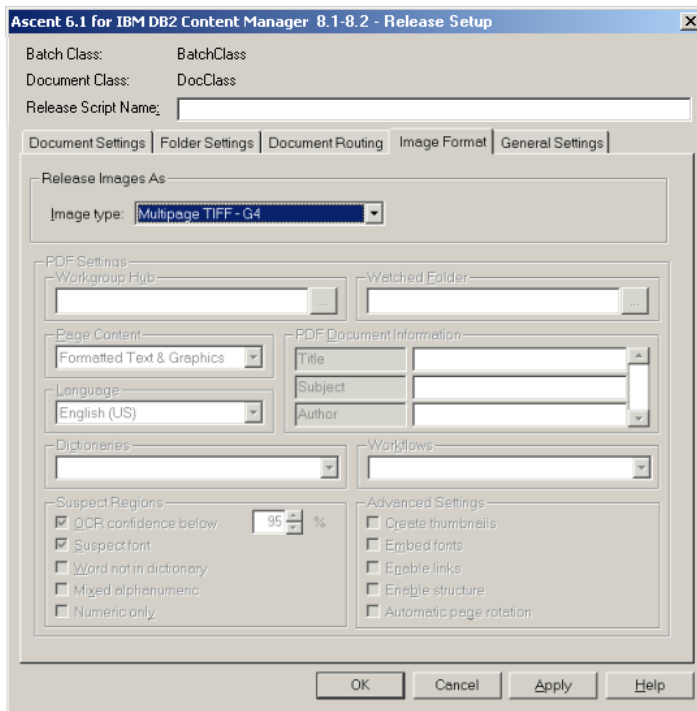 Ascent 6.1 for IBM DB2 Content Manager 8.1-8.2 - Release Setup
Batch Class: BatchClass
Document Class: DocClass
Release Script Name:
Document Settings Folder Settings Document Routing Image Format General Settings
Release Images As
Image type: Multipage TIFF - G4
PDF Settings
Workgroup Hub Watched Folder
... ...
Page Content PDF Document Information
Formatted Text & Graphics Title
Subject
Language
English (US) Author
Dictionaries Workflows
Suspect Regions Advanced Settings
OCR confidence below 95 % Create thumbnails
Suspect font Embed fonts
Word not in dictionary Enable links
Mixed alphanumeric Enable structure
Numeric only Automatic page rotation
OK Cancel Apply Help